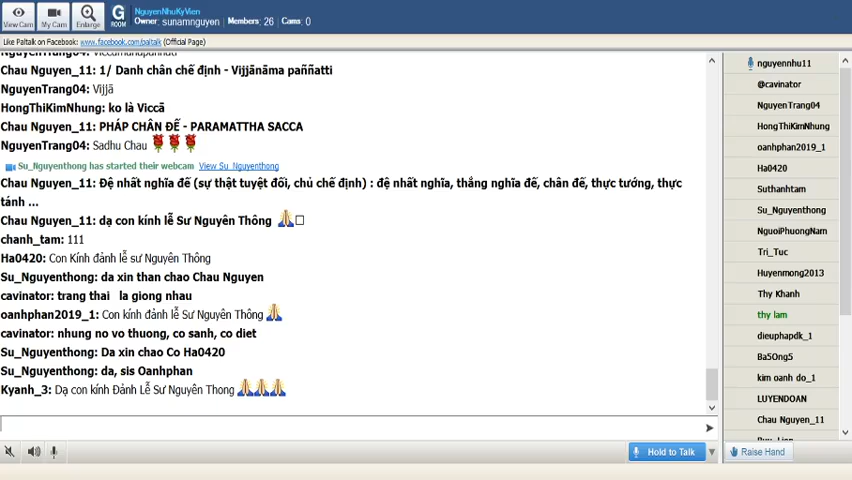 NguyenNhuKyVien
Owner: sunamnguyen Members: 26 Cams: 0
View Cam My Cam Enlarge G ROOM
Like Paltalk on Facebook: www.facebook.com/paltalk (Official Page)
Chau Nguyen_11: 1/ Danh chân chế định - Vijjānāma paññatti
NguyenTrang04: Vijjā
HongThiKimNhung: ko là Viccā
Chau Nguyen_11: PHÁP CHÂN ĐẾ - PARAMATTHA SACCA
NguyenTrang04: Sadhu Chau
Su_Nguyenthong has started their webcam View Su_Nguyenthong
Chau Nguyen_11: Đệ nhất nghĩa đế (sự thật tuyệt đối, chủ chế định) : đệ nhất nghĩa, thắng nghĩa đế, chân đế, thực tướng, thực
tánh ...
Chau Nguyen_11: dạ con kính lễ Sư Nguyên Thông
chanh_tam: 111
Ha0420: Con Kính đảnh lễ sư Nguyên Thông
Su_Nguyenthong: da xin than chao Chau Nguyen
cavinator: trang thai la giong nhau
oanhphan2019_1: Con kính đảnh lễ Sư Nguyên Thông
cavinator: nhung no vo thuong, co sanh, co diet
Su_Nguyenthong: Da xin chao Co Ha0420
Su_Nguyenthong: da, sis Oanhphan
Kyanh_3: Dạ con kính Đảnh Lễ Sư Nguyên Thong
Hold to Talk
nguyennhu11
@cavinator
NguyenTrang04
HongThiKimNhung
oanhphan2019_1
Ha0420
Suthanhtam
Su_Nguyenthong
NguoiPhuongNam
Tri_Tuc
Huyenmong2013
Thy Khanh
thy lam
dieuphapdk_1
Ba5Ong5
kim oanh do_1
LUYENDOAN
Chau Nguyen_11
Raise Hand